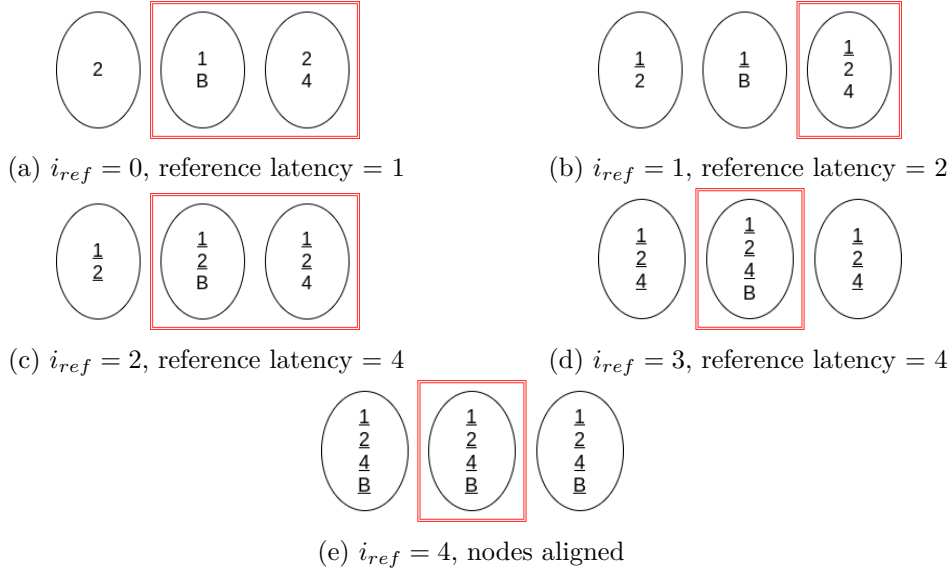 2
1
B
2
4
(a) i_ref = 0, reference latency = 1
1
2
1
B
1
2
4
(b) i_ref = 1, reference latency = 2
1
2
1
2
B
1
2
4
(c) i_ref = 2, reference latency = 4
1
2
4
1
2
4
B
1
2
4
(d) i_ref = 3, reference latency = 4
1
2
4
B
1
2
4
B
1
2
4
B
(e) i_ref = 4, nodes aligned